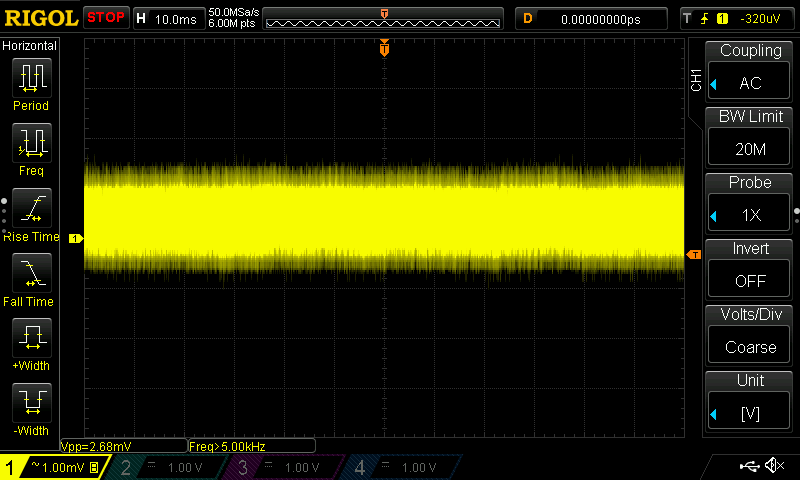 RIGOL STOP H 10.0ms 50.0MSa/s 6.00M pts T D 0.00000000ps T 1 -320uV
Horizontal
Period
Freq
Rise Time
Fall Time
+Width
-Width
T
1
T
CH1
Coupling
AC
BW Limit
20M
Probe
1X
Invert
OFF
Volts/Div
Coarse
Unit
[V]
Vpp=2.68mV Freq>5.00kHz
1 ~ 1.00mV B 2 1.00 V 3 1.00 V 4 1.00 V